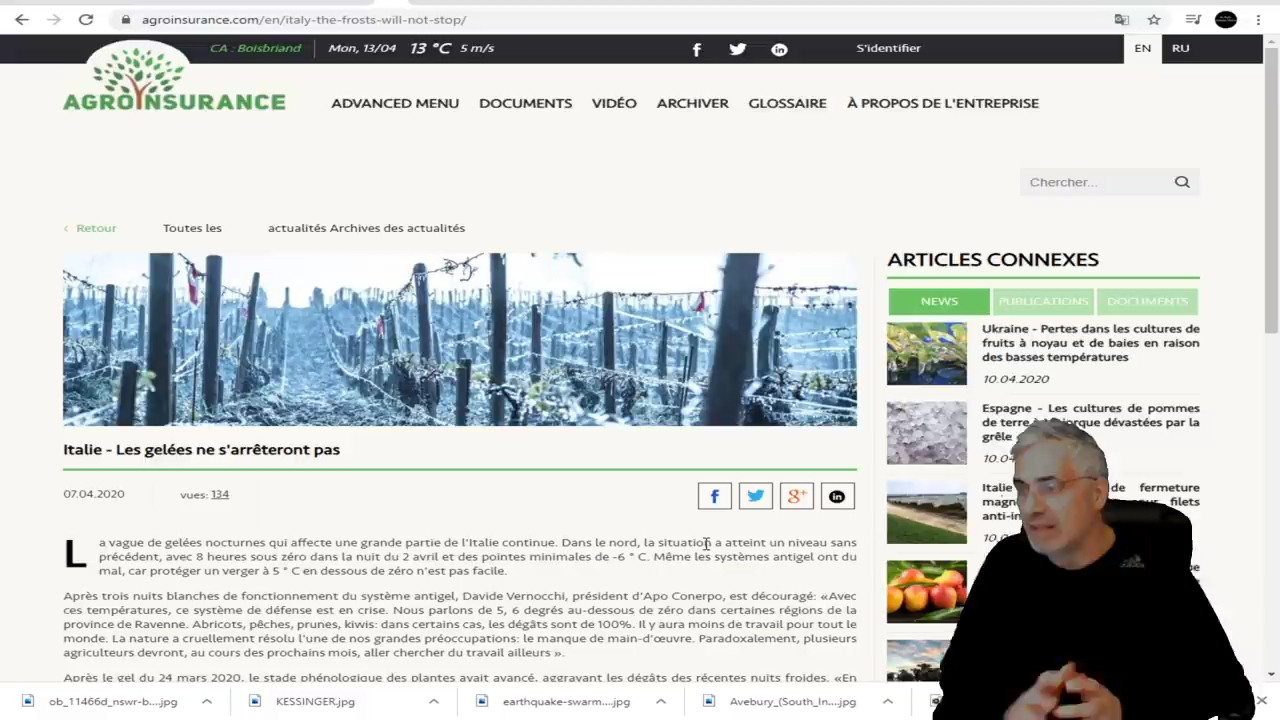 agroinsurance.com/en/italy-the-frosts-will-not-stop/
CA : Boisbriand
Mon, 13/04 13 °C 5 m/s
S'identifier
EN RU
AGROINSURANCE
ADVANCED MENU DOCUMENTS VIDÉO ARCHIVER GLOSSAIRE À PROPOS DE L'ENTREPRISE
Chercher...
‹ Retour Toutes les actualités Archives des actualités
Italie - Les gelées ne s'arrêteront pas
07.04.2020 vues: 134
La vague de gelées nocturnes qui affecte une grande partie de l'Italie continue. Dans le nord, la situation a atteint un niveau sans
précédent, avec 8 heures sous zéro dans la nuit du 2 avril et des pointes minimales de -6 ° C. Même les systèmes antigel ont du
mal, car protéger un verger à 5 ° C en dessous de zéro n'est pas facile.
Après trois nuits blanches de fonctionnement du système antigel, Davide Vernocchi, président d'Apo Conerpo, est découragé: «Avec
ces températures, ce système de défense est en crise. Nous parlons de 5, 6 degrés au-dessous de zéro dans certaines régions de la
province de Ravenne. Abricots, pêches, prunes, kiwis: dans certains cas, les dégâts sont de 100%. Il y aura moins de travail pour tout le
monde. La nature a cruellement résolu l'une de nos grandes préoccupations: le manque de main-d'œuvre. Paradoxalement, plusieurs
agriculteurs devront, au cours des prochains mois, aller chercher du travail ailleurs ».
Après le gel du 24 mars 2020, le stade phénologique des plantes avait avancé, aggravant les dégâts des récentes nuits froides. «En
ARTICLES CONNEXES
NEWS PUBLICATIONS DOCUMENTS
Ukraine - Pertes dans les cultures de
fruits à noyau et de baies en raison
des basses températures
10.04.2020
Espagne - Les cultures de pommes
de terre à Majorque dévastées par la
grêle
10.04
Italie de fermeture
filets
anti-in
10.0
ob_11466d_nswr-b....jpg
KESSINGER.jpg
earthquake-swarm....jpg
Avebury_(South_In....jpg